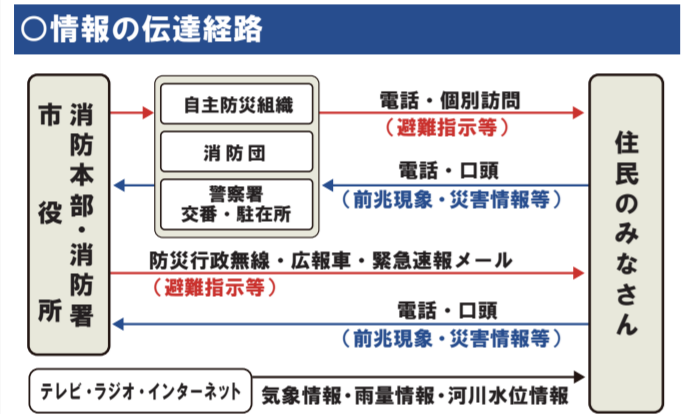 〇情報の伝達経路
市役所
消防本部・消防署
自主防災組織
消防団
警察署
交番・駐在所
電話・個別訪問
（避難指示等）
電話・口頭
（前兆現象・災害情報等）
防災行政無線・広報車・緊急速報メール
（避難指示等）
電話・口頭
（前兆現象・災害情報等）
住民のみなさん
テレビ・ラジオ・インターネット
気象情報・雨量情報・河川水位情報